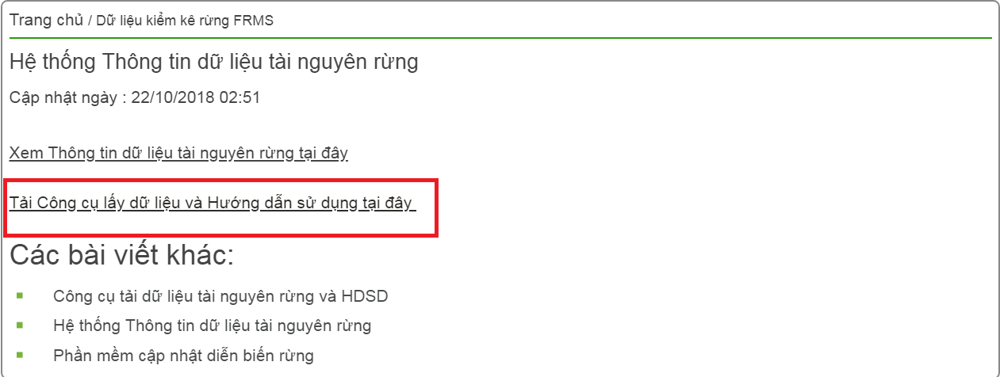 Trang chủ / Dữ liệu kiểm kê rừng FRMS
Hệ thống Thông tin dữ liệu tài nguyên rừng
Cập nhật ngày : 22/10/2018 02:51
Xem Thông tin dữ liệu tài nguyên rừng tại đây
Tải Công cụ lấy dữ liệu và Hướng dẫn sử dụng tại đây
Các bài viết khác:
Công cụ tải dữ liệu tài nguyên rừng và HDSD
Hệ thống Thông tin dữ liệu tài nguyên rừng
Phần mềm cập nhật diễn biến rừng